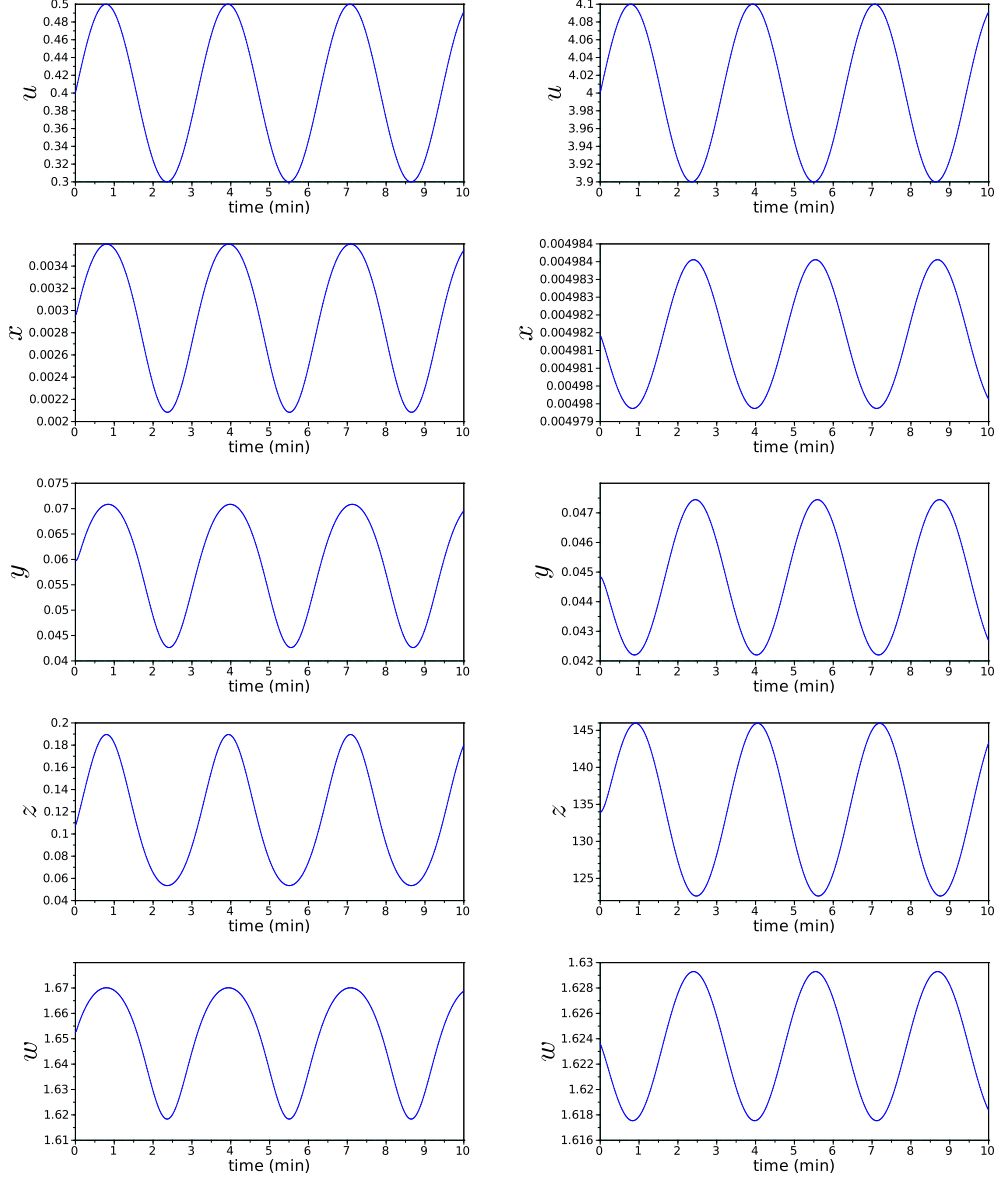 0.5
0.48
0.46
0.44
0.42
0.4
0.38
0.36
0.34
0.32
0.3
u
0 1 2 3 4 5 6 7 8 9 10
time (min)
4.1
4.08
4.06
4.04
4.02
4
3.98
3.96
3.94
3.92
3.9
u
0 1 2 3 4 5 6 7 8 9 10
time (min)
0.0034
0.0032
0.003
0.0028
0.0026
0.0024
0.0022
0.002
x
0 1 2 3 4 5 6 7 8 9 10
time (min)
0.004984
0.004984
0.004983
0.004983
0.004982
0.004982
0.004981
0.004981
0.00498
0.00498
0.004979
x
0 1 2 3 4 5 6 7 8 9 10
time (min)
0.075
0.07
0.065
0.06
0.055
0.05
0.045
0.04
y
0 1 2 3 4 5 6 7 8 9 10
time (min)
0.047
0.046
0.045
0.044
0.043
0.042
y
0 1 2 3 4 5 6 7 8 9 10
time (min)
0.2
0.18
0.16
0.14
0.12
0.1
0.08
0.06
0.04
z
0 1 2 3 4 5 6 7 8 9 10
time (min)
145
140
135
130
125
z
0 1 2 3 4 5 6 7 8 9 10
time (min)
1.67
1.66
1.65
1.64
1.63
1.62
1.61
w
0 1 2 3 4 5 6 7 8 9 10
time (min)
1.63
1.628
1.626
1.624
1.622
1.62
1.618
1.616
w
0 1 2 3 4 5 6 7 8 9 10
time (min)